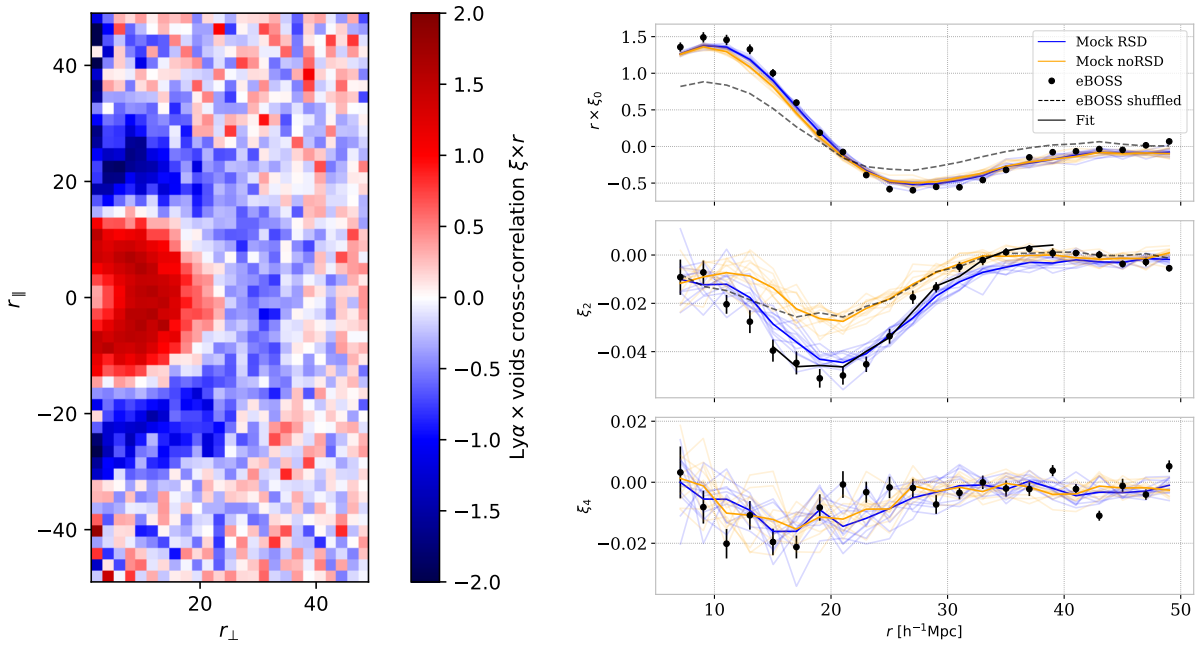 40
20
0
−20
−40
r∥
20
40
r⊥
2.0
1.5
1.0
0.5
0.0
−0.5
−1.0
−1.5
−2.0
Lyα × voids cross-correlation ξ×r
1.5
1.0
0.5
0.0
−0.5
r × ξ0
Mock RSD
Mock noRSD
eBOSS
eBOSS shuffled
Fit
0.00
−0.02
−0.04
ξ2
0.02
0.00
−0.02
ξ4
10
20
30
40
50
r [h⁻¹Mpc]